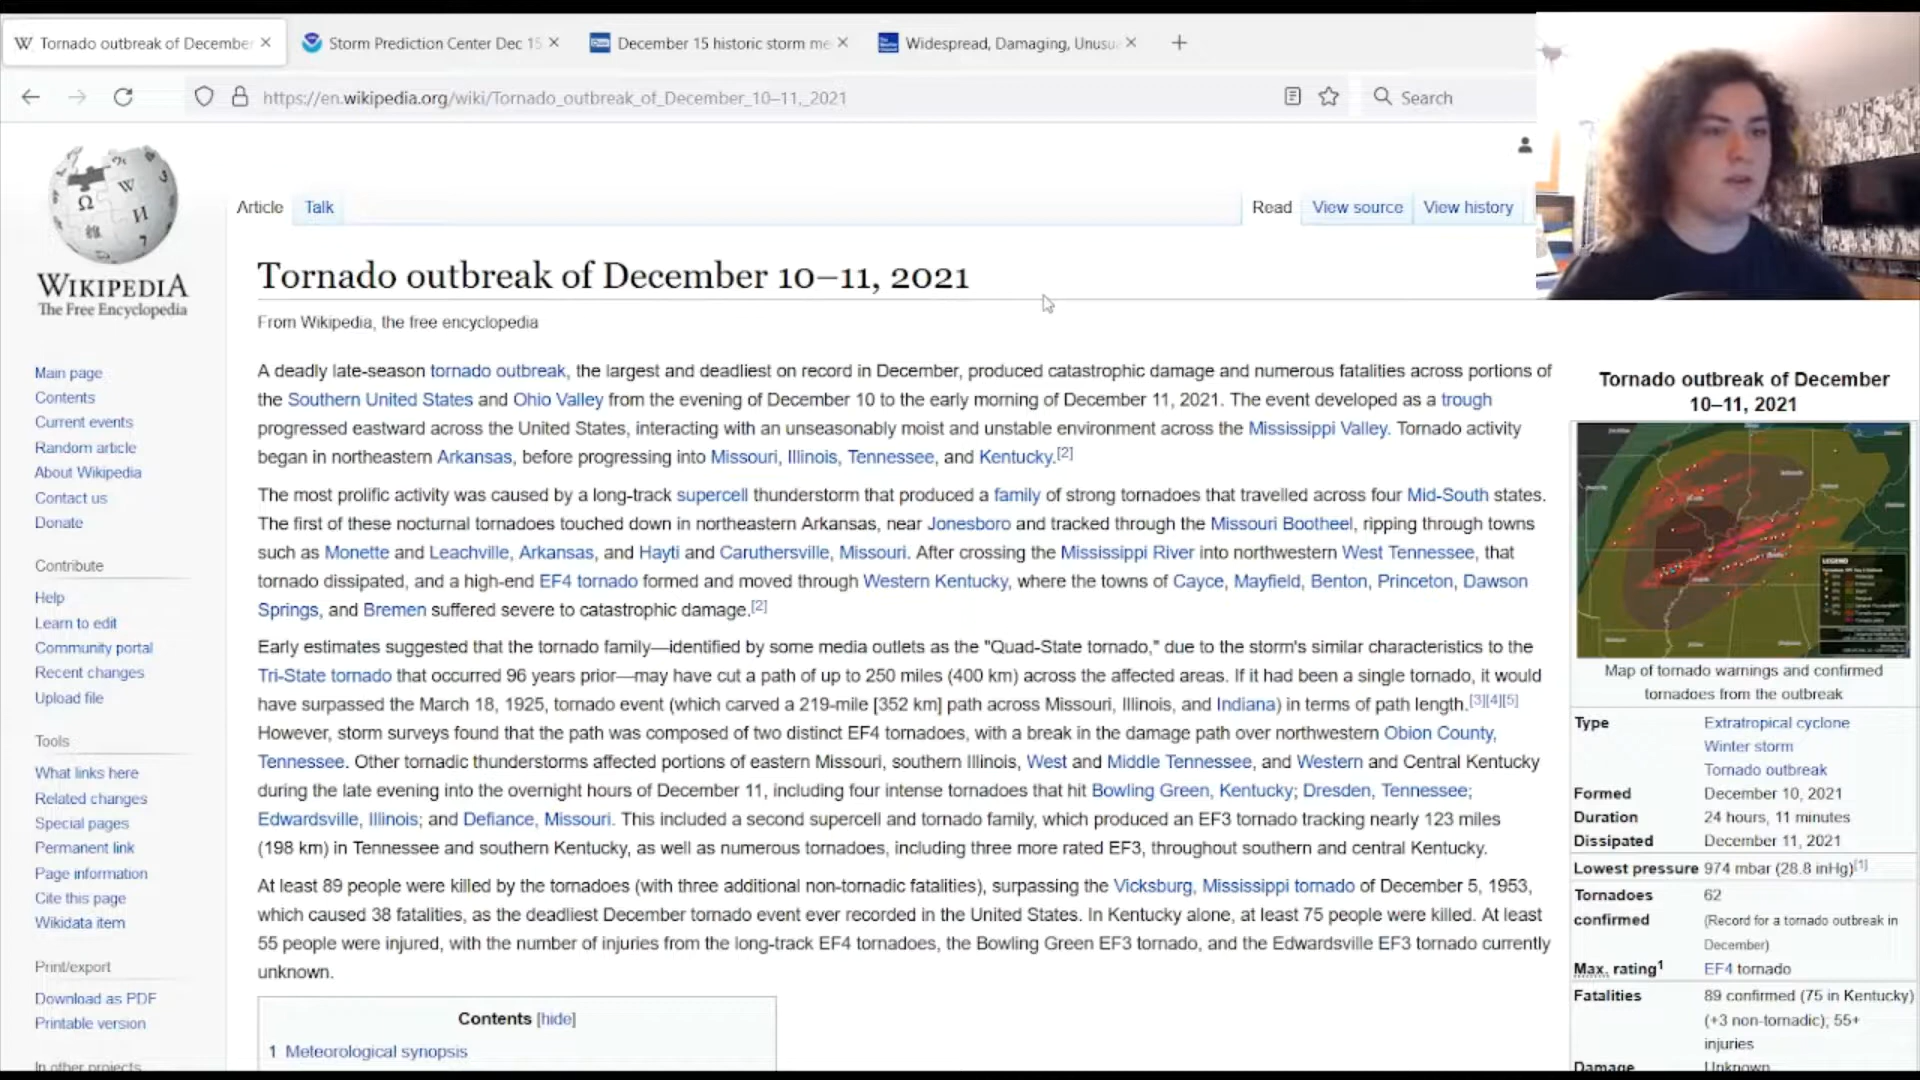 Tornado outbreak of December
Storm Prediction Center Dec 15
December 15 historic storm me
Widespread, Damaging, Unusu
https://en.wikipedia.org/wiki/Tornado_outbreak_of_December_10–11,_2021
Search
Article
Talk
Read
View source
View history
WIKIPEDIA
The Free Encyclopedia
Main page
Contents
Current events
Random article
About Wikipedia
Contact us
Donate
Contribute
Help
Learn to edit
Community portal
Recent changes
Upload file
Tools
What links here
Related changes
Special pages
Permanent link
Page information
Cite this page
Wikidata item
Print/export
Download as PDF
Printable version
In other projects
Tornado outbreak of December 10–11, 2021
From Wikipedia, the free encyclopedia
A deadly late-season tornado outbreak, the largest and deadliest on record in December, produced catastrophic damage and numerous fatalities across portions of
the Southern United States and Ohio Valley from the evening of December 10 to the early morning of December 11, 2021. The event developed as a trough
progressed eastward across the United States, interacting with an unseasonably moist and unstable environment across the Mississippi Valley. Tornado activity
began in northeastern Arkansas, before progressing into Missouri, Illinois, Tennessee, and Kentucky.[2]
The most prolific activity was caused by a long-track supercell thunderstorm that produced a family of strong tornadoes that travelled across four Mid-South states.
The first of these nocturnal tornadoes touched down in northeastern Arkansas, near Jonesboro and tracked through the Missouri Bootheel, ripping through towns
such as Monette and Leachville, Arkansas, and Hayti and Caruthersville, Missouri. After crossing the Mississippi River into northwestern West Tennessee, that
tornado dissipated, and a high-end EF4 tornado formed and moved through Western Kentucky, where the towns of Cayce, Mayfield, Benton, Princeton, Dawson
Springs, and Bremen suffered severe to catastrophic damage.[2]
Early estimates suggested that the tornado family—identified by some media outlets as the "Quad-State tornado," due to the storm's similar characteristics to the
Tri-State tornado that occurred 96 years prior—may have cut a path of up to 250 miles (400 km) across the affected areas. If it had been a single tornado, it would
have surpassed the March 18, 1925, tornado event (which carved a 219-mile [352 km] path across Missouri, Illinois, and Indiana) in terms of path length.[3][4][5]
However, storm surveys found that the path was composed of two distinct EF4 tornadoes, with a break in the damage path over northwestern Obion County,
Tennessee. Other tornadic thunderstorms affected portions of eastern Missouri, southern Illinois, West and Middle Tennessee, and Western and Central Kentucky
during the late evening into the overnight hours of December 11, including four intense tornadoes that hit Bowling Green, Kentucky; Dresden, Tennessee;
Edwardsville, Illinois; and Defiance, Missouri. This included a second supercell and tornado family, which produced an EF3 tornado tracking nearly 123 miles
(198 km) in Tennessee and southern Kentucky, as well as numerous tornadoes, including three more rated EF3, throughout southern and central Kentucky.
At least 89 people were killed by the tornadoes (with three additional non-tornadic fatalities), surpassing the Vicksburg, Mississippi tornado of December 5, 1953,
which caused 38 fatalities, as the deadliest December tornado event ever recorded in the United States. In Kentucky alone, at least 75 people were killed. At least
55 people were injured, with the number of injuries from the long-track EF4 tornadoes, the Bowling Green EF3 tornado, and the Edwardsville EF3 tornado currently
unknown.
Contents [hide]
1 Meteorological synopsis
Tornado outbreak of December
10–11, 2021
LEGEND
Map of tornado warnings and confirmed
tornadoes from the outbreak
Type Extratropical cyclone
Winter storm
Tornado outbreak
Formed December 10, 2021
Duration 24 hours, 11 minutes
Dissipated December 11, 2021
Lowest pressure 974 mbar (28.8 inHg)[1]
Tornadoes 62
confirmed (Record for a tornado outbreak in
December)
Max. rating1 EF4 tornado
Fatalities 89 confirmed (75 in Kentucky)
(+3 non-tornadic); 55+
injuries
Damage Unknown